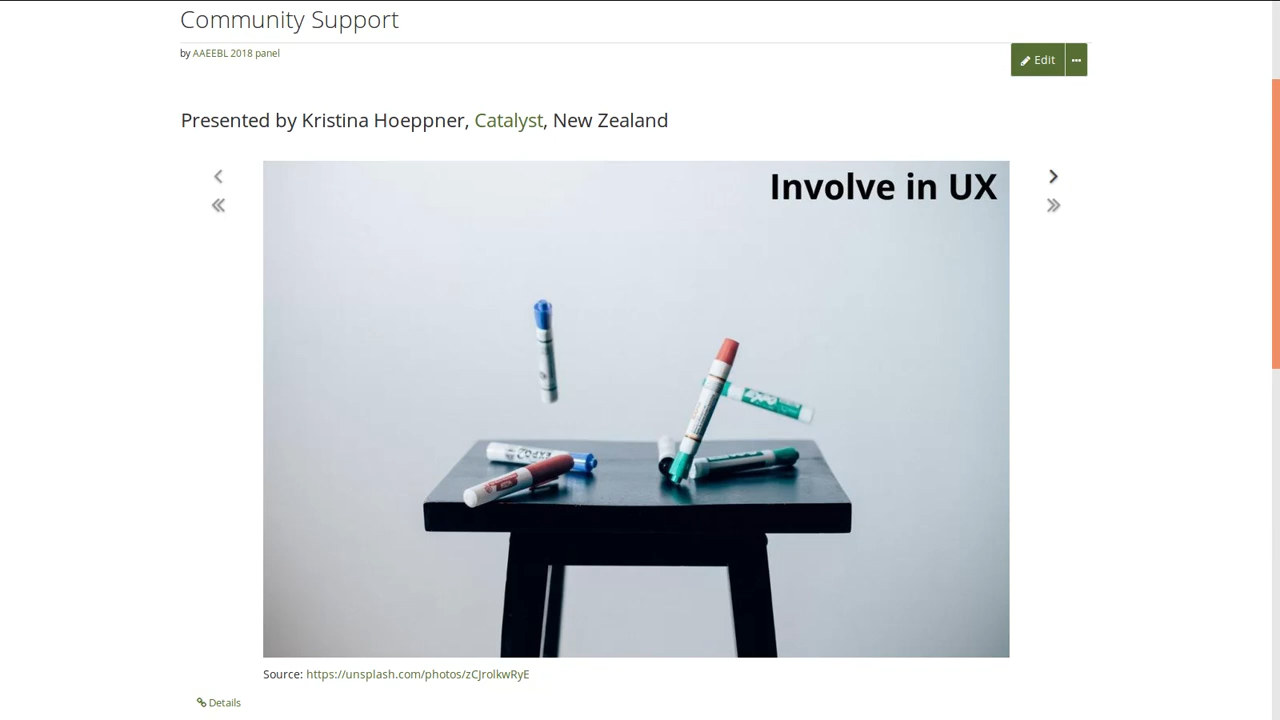 Community Support
by AAEEBL 2018 panel
Edit
Presented by Kristina Hoeppner, Catalyst, New Zealand
Involve in UX
EXPO
Source: https://unsplash.com/photos/zCJrolkwRyE
Details